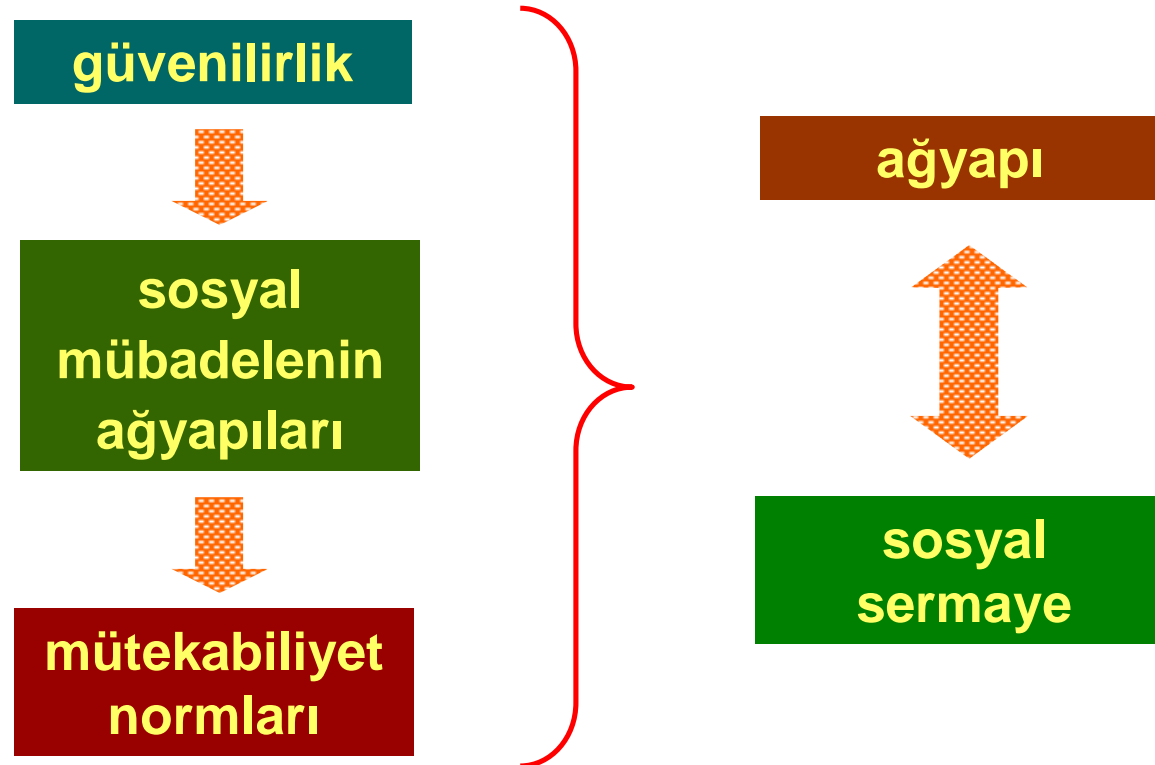 güvenilirlik
sosyal
mübadelenin
ağyapıları
mütekabiliyet
normları
ağyapı
sosyal
sermaye